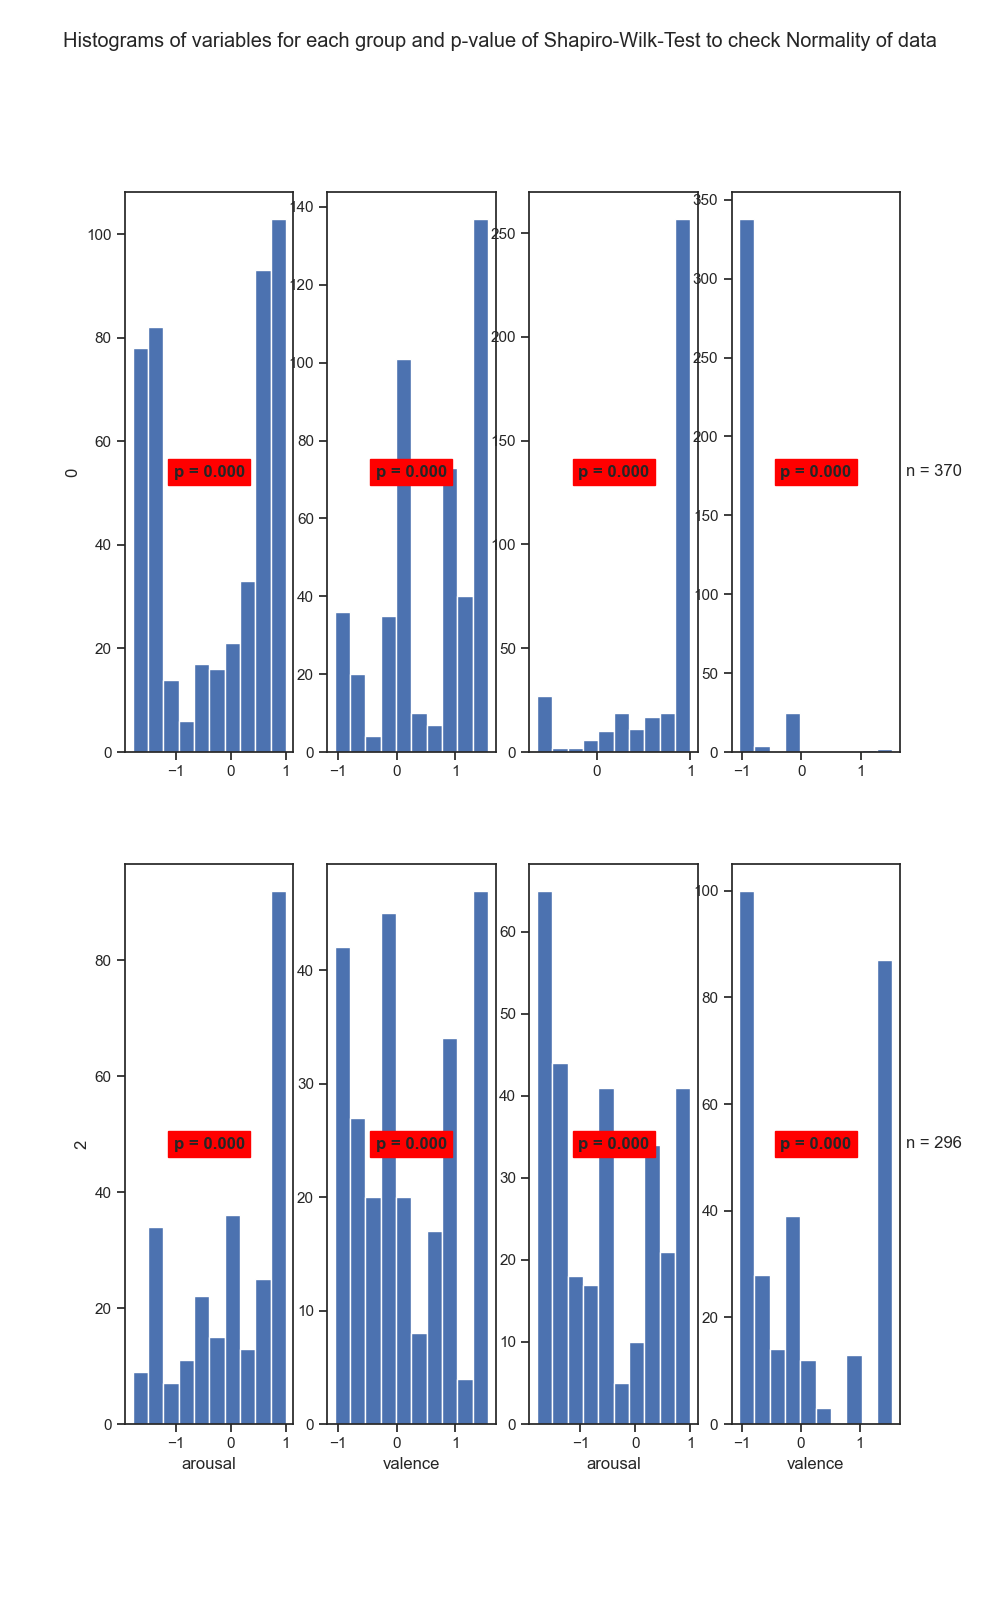 Histograms of variables for each group and p-value of Shapiro-Wilk-Test to check Normality of data
0
100
80
60
40
20
0
−1 0 1
p = 0.000
140
120
100
80
60
40
20
0
−1 0 1
p = 0.000
250
200
150
100
50
0
0 1
p = 0.000
350
300
250
200
150
100
50
0
−1 0 1
p = 0.000
n = 370
2
80
60
40
20
0
−1 0 1
arousal
p = 0.000
40
30
20
10
0
−1 0 1
valence
p = 0.000
60
50
40
30
20
10
0
−1 0 1
arousal
p = 0.000
100
80
60
40
20
0
−1 0 1
valence
p = 0.000
n = 296